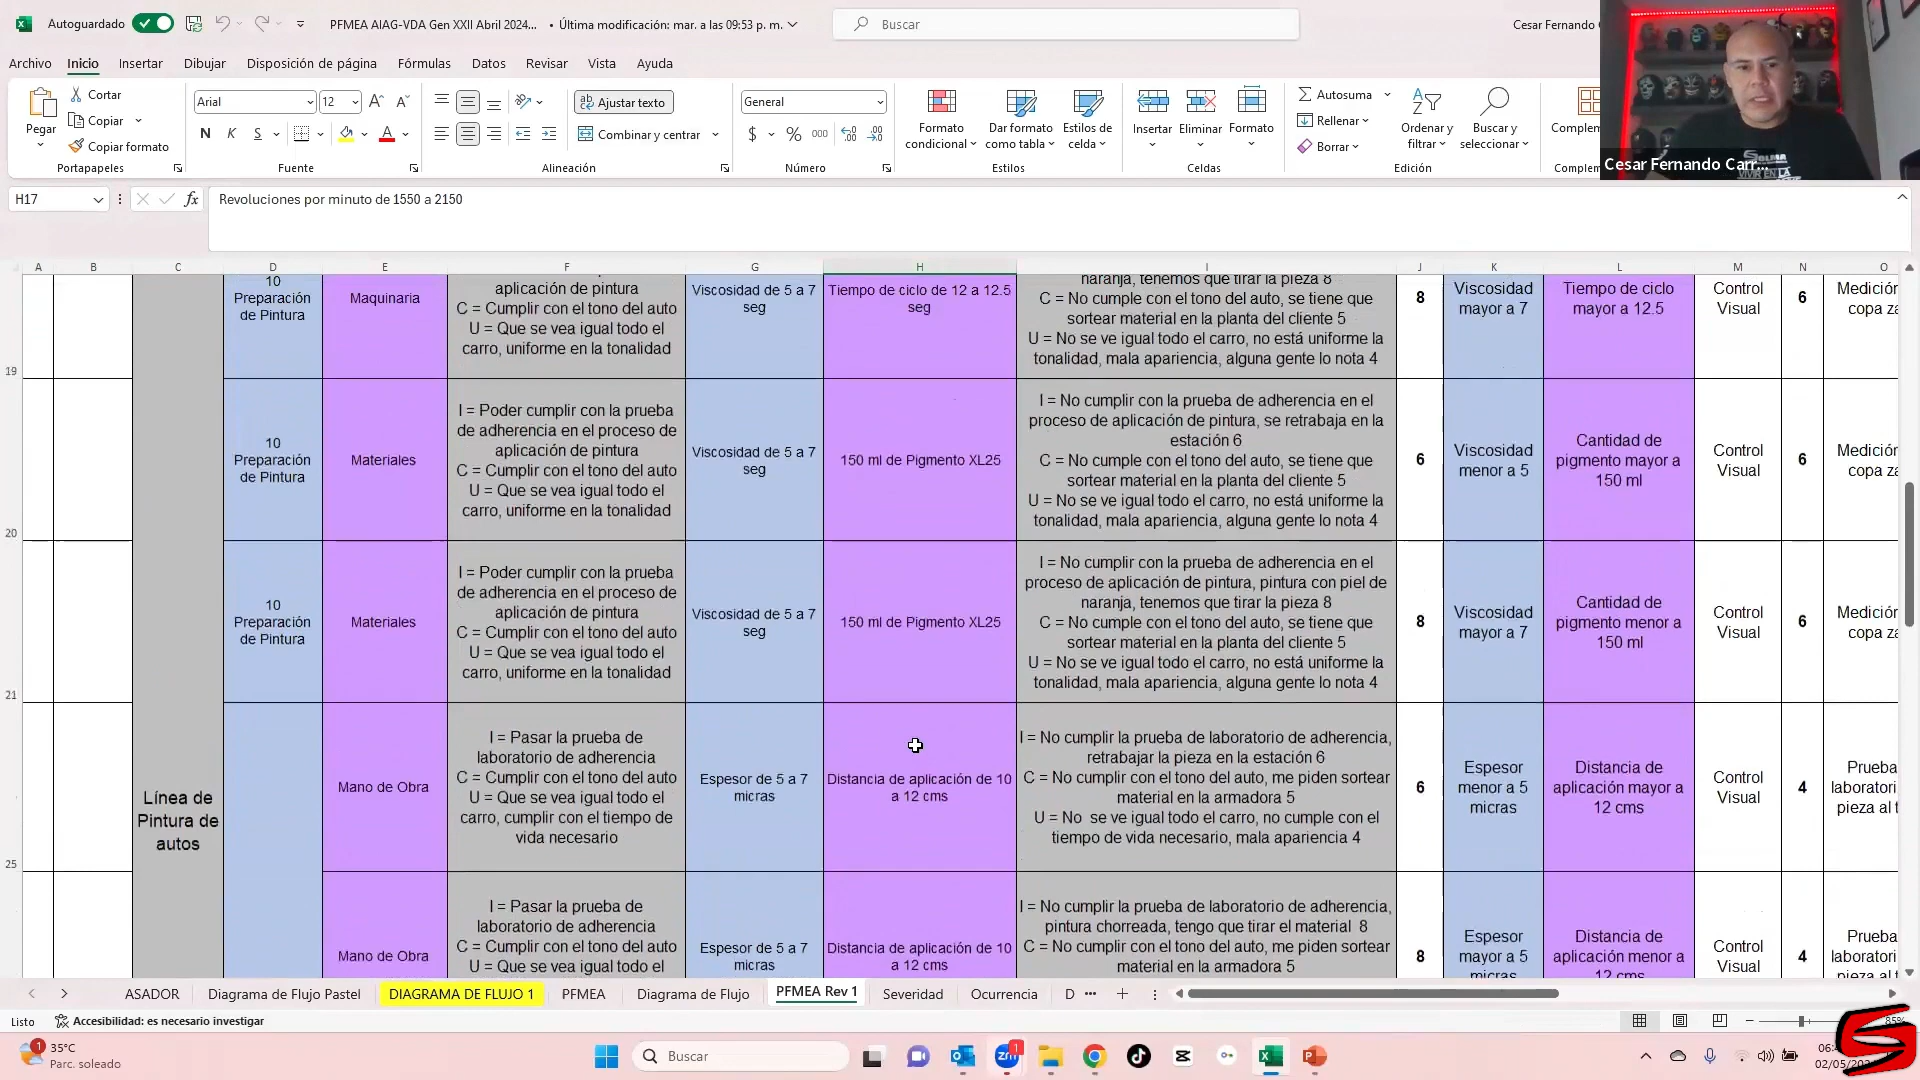 Autoguardado
PFMEA AIAG-VDA Gen XXII Abril 2024... • Última modificación: mar. a las 09:53 p. m.
Buscar
Cesar Fernando C
Archivo Inicio Insertar Dibujar Disposición de página Fórmulas Datos Revisar Vista Ayuda
Pegar
Cortar
Copiar
Copiar formato
Portapapeles
Arial 12
N K S
Fuente
Ajustar texto
Combinar y centrar
Alineación
General
$ % 000
Número
Formato condicional
Dar formato como tabla
Estilos de celda
Estilos
Insertar
Eliminar
Formato
Celdas
Autosuma
Rellenar
Borrar
Ordenar y filtrar
Buscar y seleccionar
Edición
Complem
Complem
Cesar Fernando Carr...
H17
fx
Revoluciones por minuto de 1550 a 2150
A B C D E F G H I J K L M N O
10
Preparación
de Pintura
Maquinaria
aplicación de pintura
C = Cumplir con el tono del auto
U = Que se vea igual todo el
carro, uniforme en la tonalidad
Viscosidad de 5 a 7
seg
Tiempo de ciclo de 12 a 12.5
seg
naranja, tenemos que tirar la pieza 8
C = No cumple con el tono del auto, se tiene que
sortear material en la planta del cliente 5
U = No se ve igual todo el carro, no está uniforme la
tonalidad, mala apariencia, alguna gente lo nota 4
8
Viscosidad
mayor a 7
Tiempo de ciclo
mayor a 12.5
Control
Visual
6
Medición
copa za
19
10
Preparación
de Pintura
Materiales
I = Poder cumplir con la prueba
de adherencia en el proceso de
aplicación de pintura
C = Cumplir con el tono del auto
U = Que se vea igual todo el
carro, uniforme en la tonalidad
Viscosidad de 5 a 7
seg
150 ml de Pigmento XL25
I = No cumplir con la prueba de adherencia en el
proceso de aplicación de pintura, se retrabaja en la
estación 6
C = No cumple con el tono del auto, se tiene que
sortear material en la planta del cliente 5
U = No se ve igual todo el carro, no está uniforme la
tonalidad, mala apariencia, alguna gente lo nota 4
6
Viscosidad
menor a 5
Cantidad de
pigmento mayor a
150 ml
Control
Visual
6
Medición
copa za
20
10
Preparación
de Pintura
Materiales
I = Poder cumplir con la prueba
de adherencia en el proceso de
aplicación de pintura
C = Cumplir con el tono del auto
U = Que se vea igual todo el
carro, uniforme en la tonalidad
Viscosidad de 5 a 7
seg
150 ml de Pigmento XL25
I = No cumplir con la prueba de adherencia en el
proceso de aplicación de pintura, pintura con piel de
naranja, tenemos que tirar la pieza 8
C = No cumple con el tono del auto, se tiene que
sortear material en la planta del cliente 5
U = No se ve igual todo el carro, no está uniforme la
tonalidad, mala apariencia, alguna gente lo nota 4
8
Viscosidad
mayor a 7
Cantidad de
pigmento menor a
150 ml
Control
Visual
6
Medición
copa za
21
Línea de
Pintura de
autos
Mano de Obra
I = Pasar la prueba de
laboratorio de adherencia
C = Cumplir con el tono del auto
U = Que se vea igual todo el
carro, cumplir con el tiempo de
vida necesario
Espesor de 5 a 7
micras
Distancia de aplicación de 10
a 12 cms
I = No cumplir la prueba de laboratorio de adherencia,
retrabajar la pieza en la estación 6
C = No cumplir con el tono del auto, me piden sortear
material en la armadora 5
U = No se ve igual todo el carro, no cumple con el
tiempo de vida necesario, mala apariencia 4
6
Espesor
menor a 5
micras
Distancia de
aplicación mayor a
12 cms
Control
Visual
4
Prueba
laboratori
pieza al t
25
Mano de Obra
I = Pasar la prueba de
laboratorio de adherencia
C = Cumplir con el tono del auto
U = Que se vea igual todo el
Espesor de 5 a 7
micras
Distancia de aplicación de 10
a 12 cms
I = No cumplir la prueba de laboratorio de adherencia,
pintura chorreada, tengo que tirar el material 8
C = No cumplir con el tono del auto, me piden sortear
material en la armadora 5
8
Espesor
mayor a 5
micras
Distancia de
aplicación menor a
12 cms
Control
Visual
4
Prueba
laboratori
pieza al t
ASADOR Diagrama de Flujo Pastel DIAGRAMA DE FLUJO 1 PFMEA Diagrama de Flujo PFMEA Rev 1 Severidad Ocurrencia D
Listo Accesibilidad: es necesario investigar
85%
35°C
Parc. soleado
Buscar
02/05/20